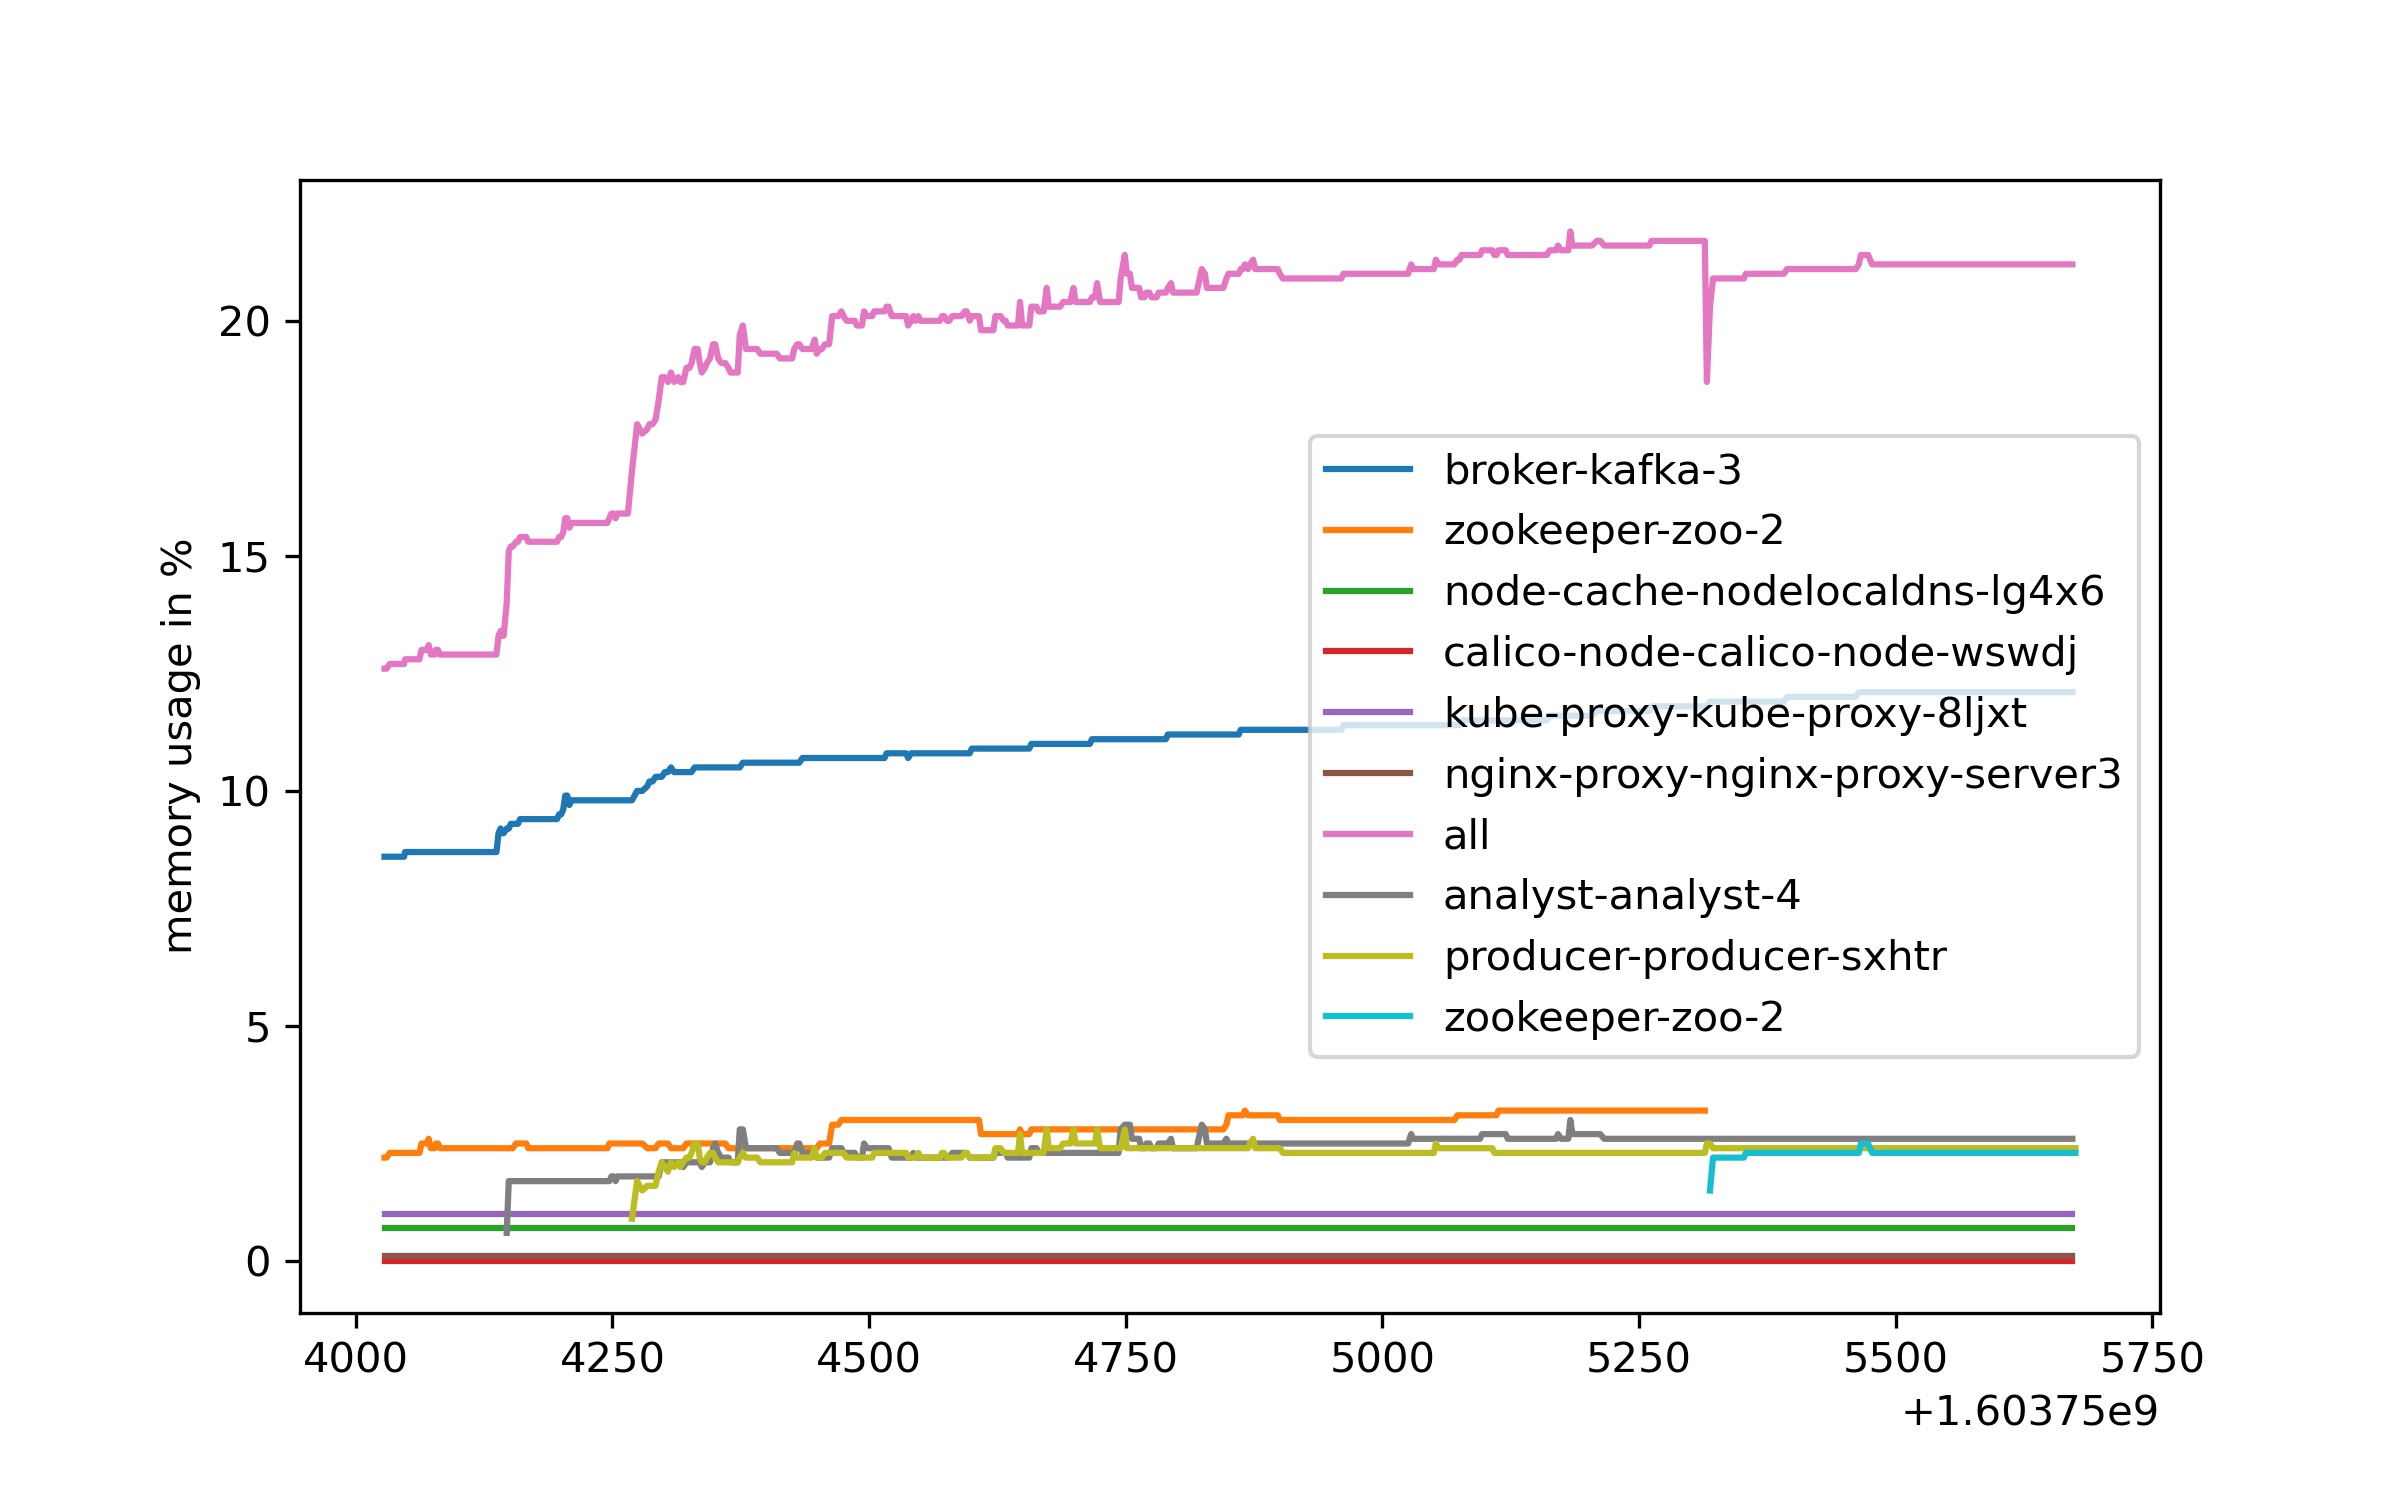 memory usage in %
20
15
10
5
0
broker-kafka-3
zookeeper-zoo-2
node-cache-nodelocaldns-lg4x6
calico-node-calico-node-wswdj
kube-proxy-kube-proxy-8ljxt
nginx-proxy-nginx-proxy-server3
all
analyst-analyst-4
producer-producer-sxhtr
zookeeper-zoo-2
4000 4250 4500 4750 5000 5250 5500 5750
+1.60375e9